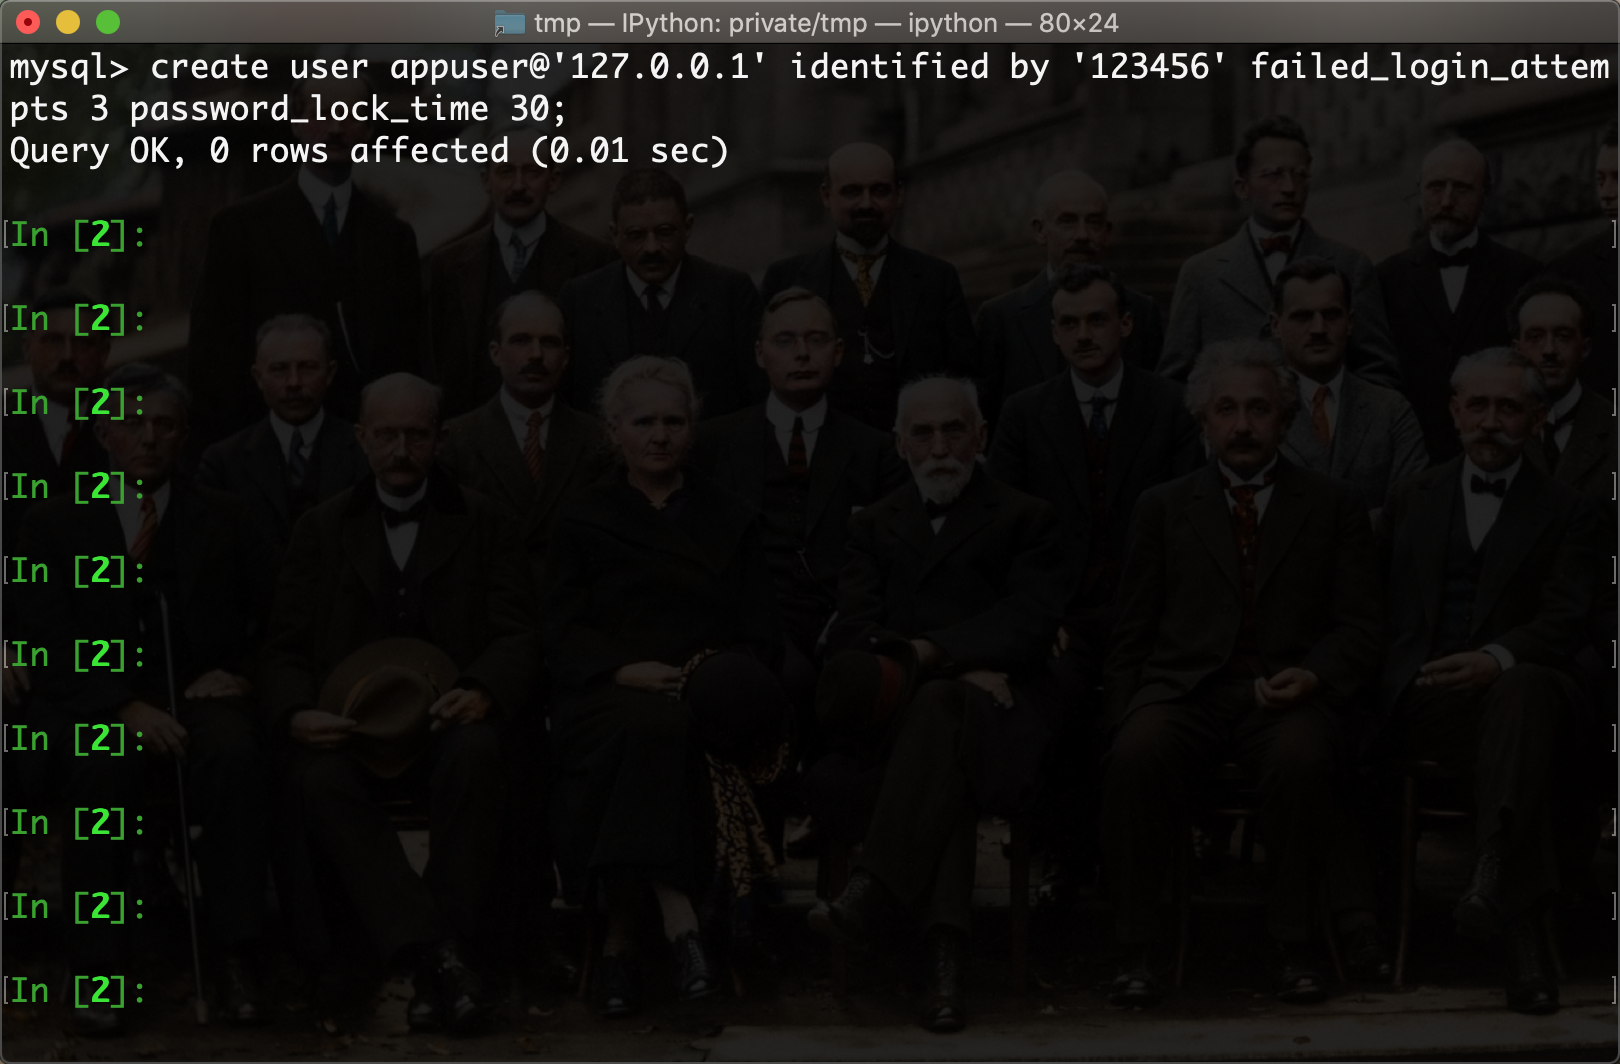 tmp — IPython: private/tmp — ipython — 80×24
mysql> create user appuser@'127.0.0.1' identified by '123456' failed_login_attem
pts 3 password_lock_time 30;
Query OK, 0 rows affected (0.01 sec)
[In [2]: ]
[In [2]: ]
[In [2]: ]
[In [2]: ]
[In [2]: ]
[In [2]: ]
[In [2]: ]
[In [2]: ]
[In [2]: ]
[In [2]: ]